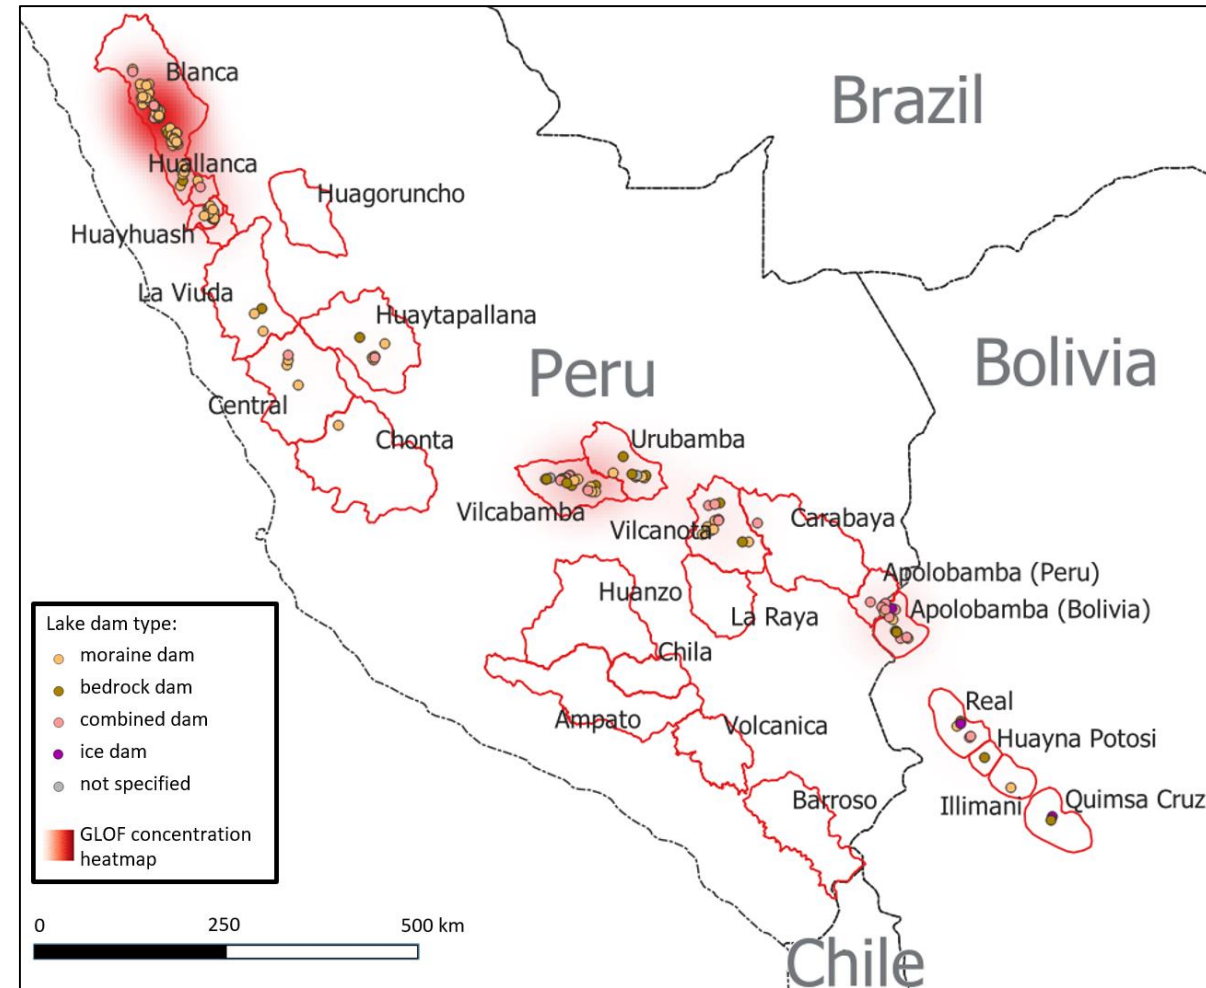 Blanca
Brazil
Huallanca
Huagoruncho
Huayhuash
La Viuda
Huaytapallana
Peru
Bolivia
Central
Chonta
Urubamba
Vilcabamba
Vilcanota
Carabaya
Apolobamba (Peru)
Huanzo
La Raya
Apolobamba (Bolivia)
Chila
Ampato
Volcanica
Real
Huayna Potosi
Barroso
Illimani
Quimsa Cruz
Chile
Lake dam type:
moraine dam
bedrock dam
combined dam
ice dam
not specified
GLOF concentration
heatmap
0 250 500 km